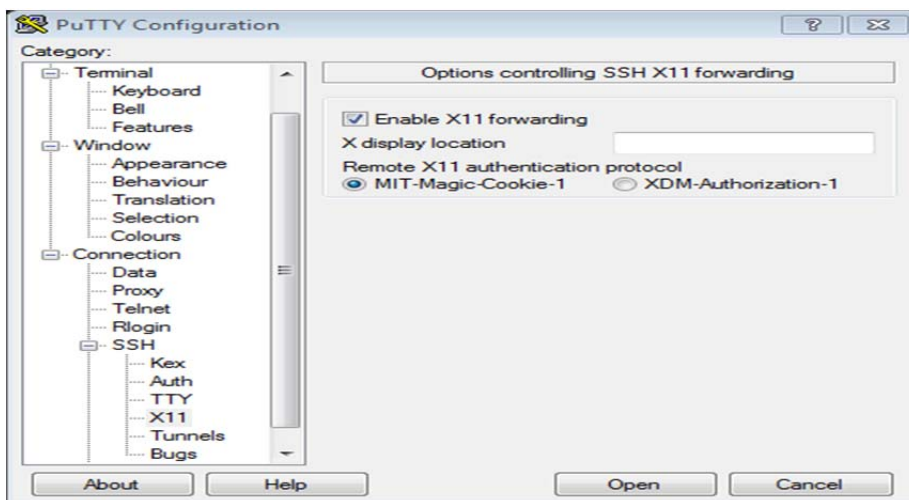 PuTTY Configuration
Category:
Terminal
Keyboard
Bell
Features
Window
Appearance
Behaviour
Translation
Selection
Colours
Connection
Data
Proxy
Telnet
Rlogin
SSH
Kex
Auth
TTY
X11
Tunnels
Bugs
Options controlling SSH X11 forwarding
Enable X11 forwarding
X display location
Remote X11 authentication protocol
MIT-Magic-Cookie-1 XDM-Authorization-1
About Help Open Cancel